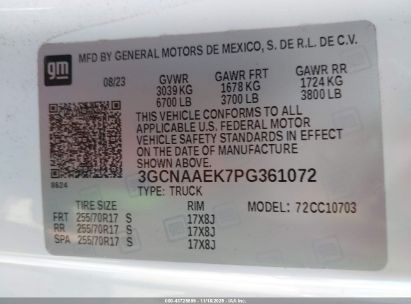 gm
MFD BY GENERAL MOTORS DE MEXICO, S. DE R.L. DE C.V.
08/23 GVWR GAWR FRT GAWR RR
3039 KG 1678 KG 1724 KG
6700 LB 3700 LB 3800 LB
THIS VEHICLE CONFORMS TO ALL
APPLICABLE U.S. FEDERAL MOTOR
VEHICLE SAFETY STANDARDS IN EFFECT
ON THE DATE OF MANUFACTURE
SHOWN ABOVE.
8624 3GCNAAEK7PG361072
TYPE: TRUCK
TIRE SIZE RIM MODEL: 72CC10703
FRT 255/70R17 S 17X8J
RR 255/70R17 S 17X8J
SPA 255/70R17 S 17X8J